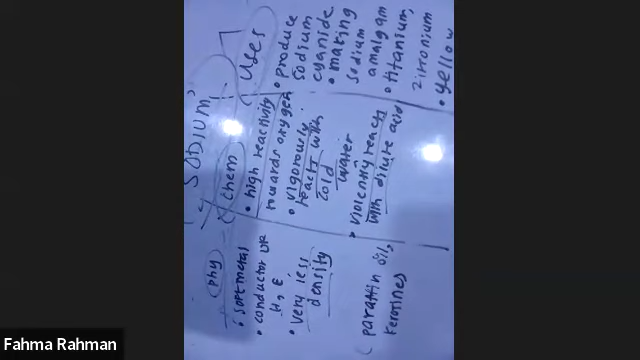 "SODIUM"
phy
• soft metal
• conductor of
H, E
• very less
density
( paraffin oil,
kerosines
Chem
• high reactivity
towards oxygen
• vigorously
reacts with
cold
water
• violently reacts
with dilute acid
Uses
• produce
sodium
cyanide
• making
sodium
amalgam
• titanium,
zirconium
• yellow
Fahma Rahman